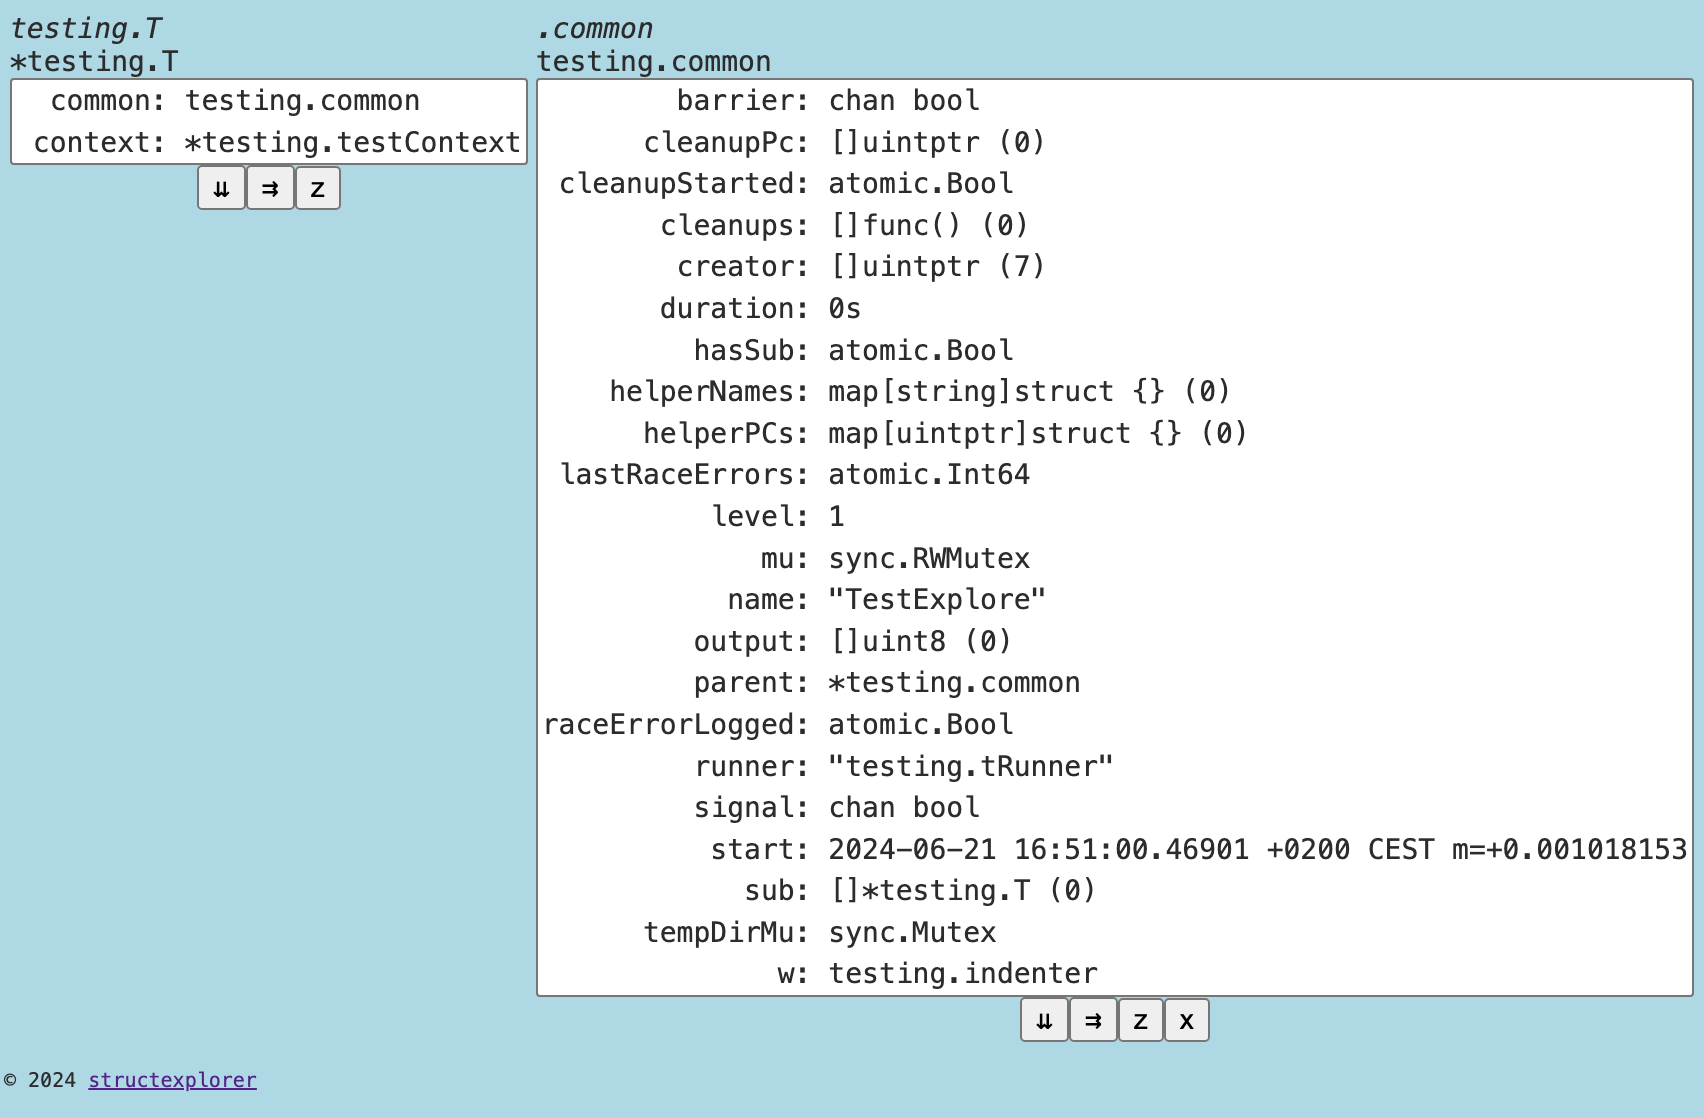 testing.T
*testing.T
common: testing.common
context: *testing.testContext
⇊ ⇉ z
.common
testing.common
barrier: chan bool
cleanupPc: []uintptr (0)
cleanupStarted: atomic.Bool
cleanups: []func() (0)
creator: []uintptr (7)
duration: 0s
hasSub: atomic.Bool
helperNames: map[string]struct {} (0)
helperPCs: map[uintptr]struct {} (0)
lastRaceErrors: atomic.Int64
level: 1
mu: sync.RWMutex
name: "TestExplore"
output: []uint8 (0)
parent: *testing.common
raceErrorLogged: atomic.Bool
runner: "testing.tRunner"
signal: chan bool
start: 2024-06-21 16:51:00.46901 +0200 CEST m=+0.001018153
sub: []*testing.T (0)
tempDirMu: sync.Mutex
w: testing.indenter
⇊ ⇉ z x
© 2024 structexplorer